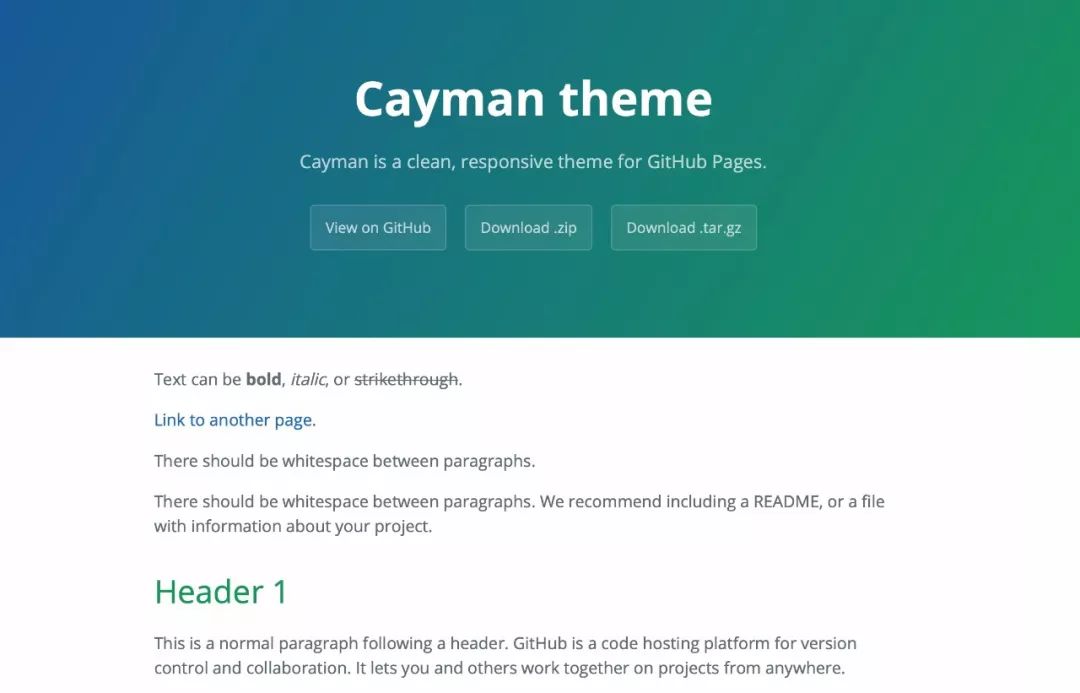 Cayman theme
Cayman is a clean, responsive theme for GitHub Pages.
View on GitHub
Download .zip
Download .tar.gz
Text can be bold, italic, or strikethrough.
Link to another page.
There should be whitespace between paragraphs.
There should be whitespace between paragraphs. We recommend including a README, or a file
with information about your project.
Header 1
This is a normal paragraph following a header. GitHub is a code hosting platform for version
control and collaboration. It lets you and others work together on projects from anywhere.